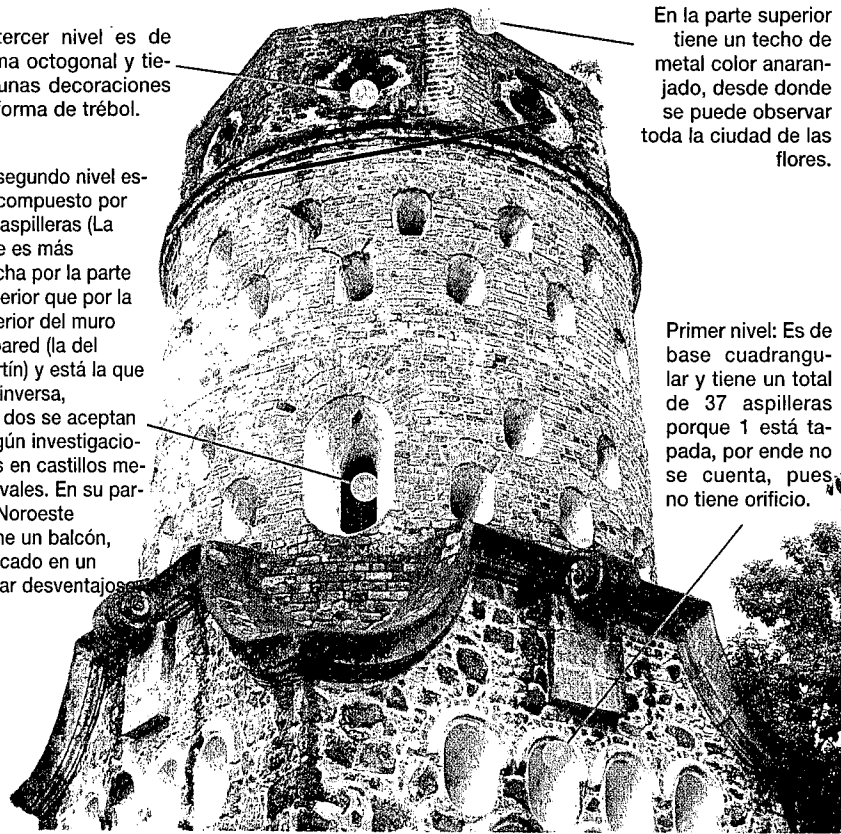 tercer nivel es de
ma octogonal y tie-
unas decoraciones
forma de trébol.
segundo nivel es-
compuesto por
aspilleras (La
e es más
cha por la parte
erior que por la
erior del muro
pared (la del
rtín) y está la que
inversa,
dos se aceptan
gún investigacio-
s en castillos me-
vales. En su par-
Noroeste
ne un balcón,
cado en un
ar desventajoso
En la parte superior
tiene un techo de
metal color anaran-
jado, desde donde
se puede observar
toda la ciudad de las
flores.
Primer nivel: Es de
base cuadrangu-
lar y tiene un total
de 37 aspilleras
porque 1 está ta-
pada, por ende no
se cuenta, pues
no tiene orificio.